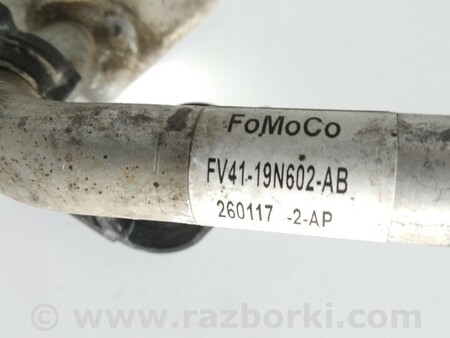 FoMoCo
FV41-19N602-AB
260117 -2-AP
© www.razborki.com